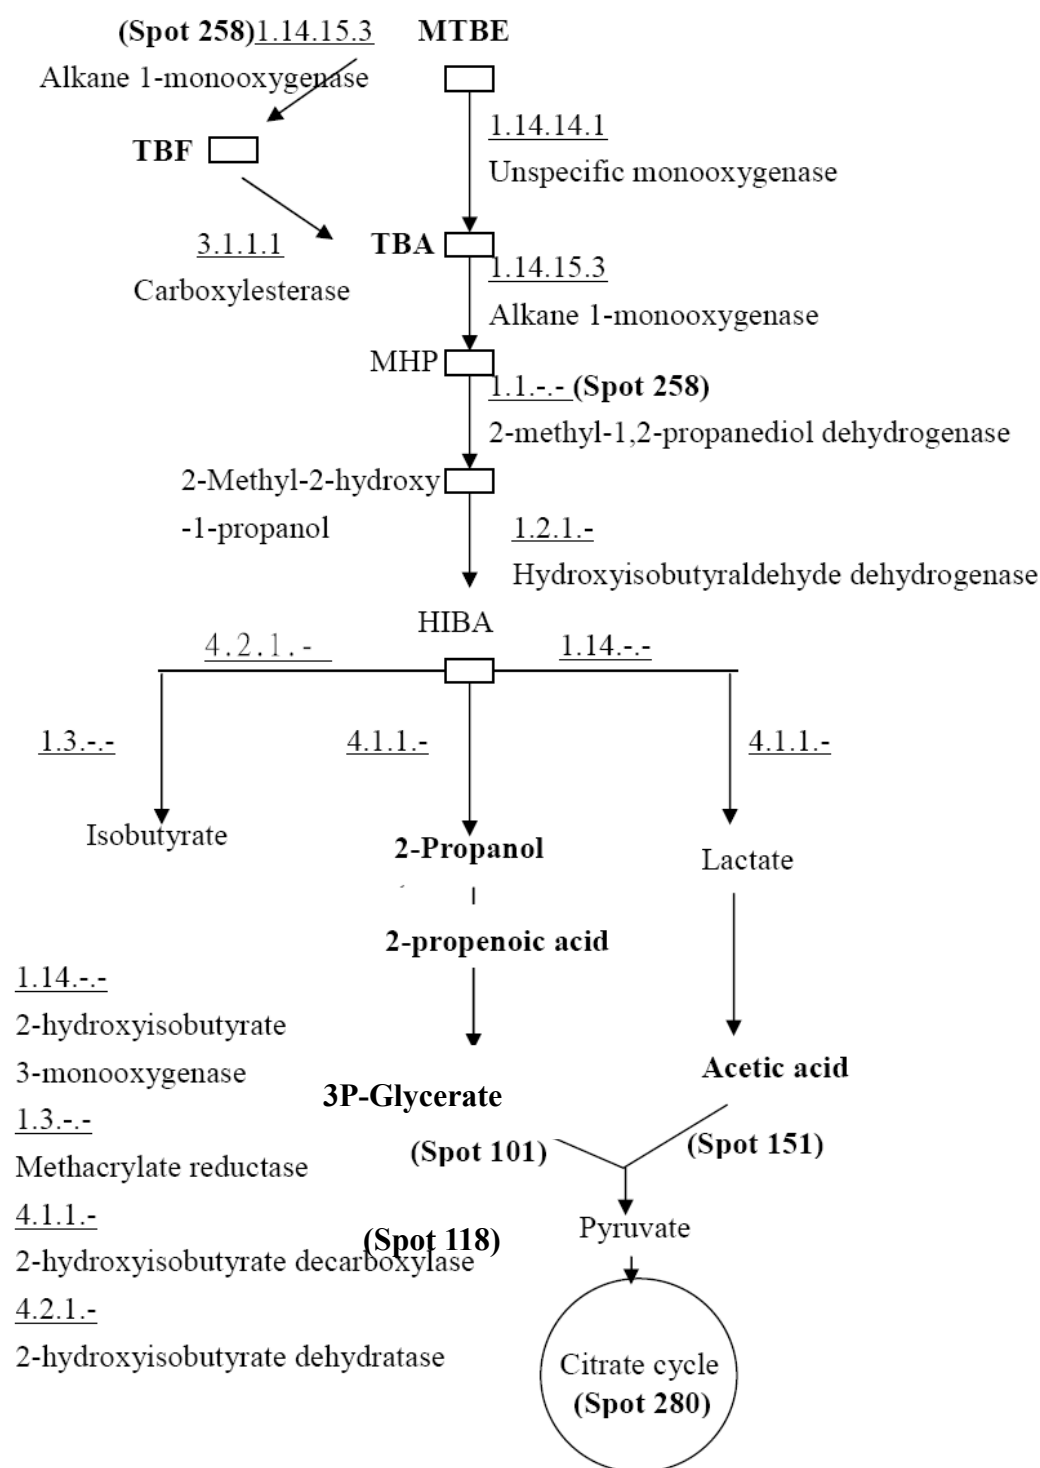 (Spot 258)1.14.15.3 MTBE
Alkane 1-monooxygenase
1.14.14.1
TBF
Unspecific monooxygenase
3.1.1.1 TBA
1.14.15.3
Carboxylesterase
Alkane 1-monooxygenase
MHP
1.1.-.- (Spot 258)
2-methyl-1,2-propanediol dehydrogenase
2-Methyl-2-hydroxy
-1-propanol
1.2.1.-
Hydroxyisobutyraldehyde dehydrogenase
HIBA
4.2.1.- 1.14.-.-
1.3.-.- 4.1.1.- 4.1.1.-
Isobutyrate
2-Propanol
Lactate
2-propenoic acid
1.14.-.-
2-hydroxyisobutyrate
3-monooxygenase
Acetic acid
3P-Glycerate
1.3.-.-
(Spot 101) (Spot 151)
Methacrylate reductase
4.1.1.-
Pyruvate
(Spot 118)
2-hydroxyisobutyrate decarboxylase
4.2.1.-
2-hydroxyisobutyrate dehydratase
Citrate cycle
(Spot 280)